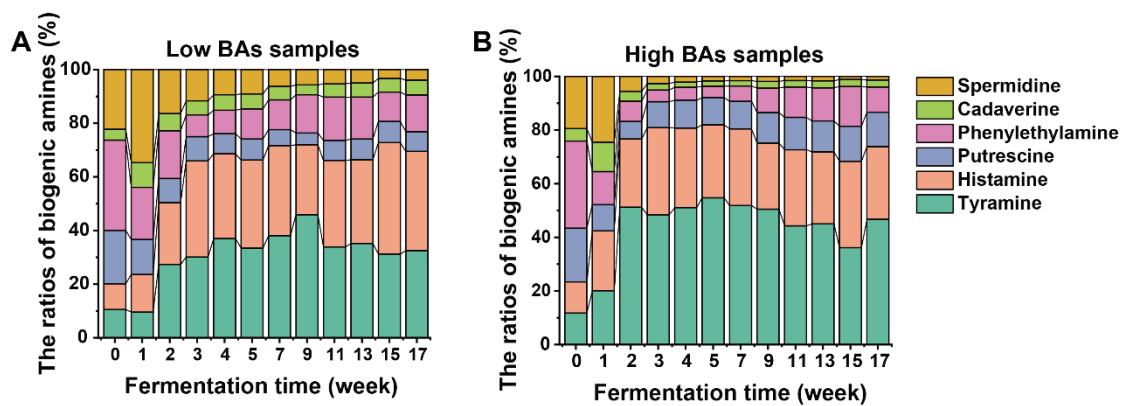 A
Low BAs samples
The ratios of biogenic amines (%)
100
80
60
40
20
0
0 1 2 3 4 5 7 9 11 13 15 17
Fermentation time (week)
B
High BAs samples
The ratios of biogenic amines (%)
100
80
60
40
20
0
0 1 2 3 4 5 7 9 11 13 15 17
Fermentation time (week)
Spermidine
Cadaverine
Phenylethylamine
Putrescine
Histamine
Tyramine